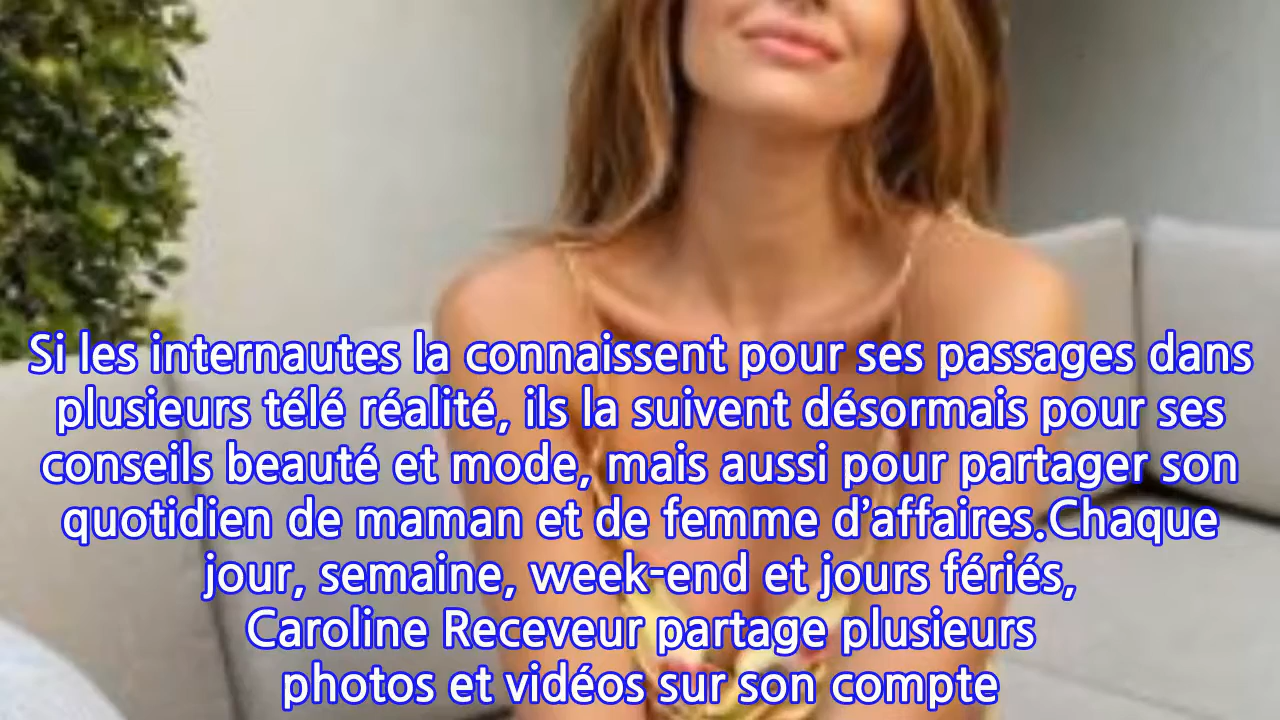 Si les internautes la connaissent pour ses passages dans
plusieurs télé réalité, ils la suivent désormais pour ses
conseils beauté et mode, mais aussi pour partager son
quotidien de maman et de femme d’affaires.Chaque
jour, semaine, week-end et jours fériés,
Caroline Receveur partage plusieurs
photos et vidéos sur son compte